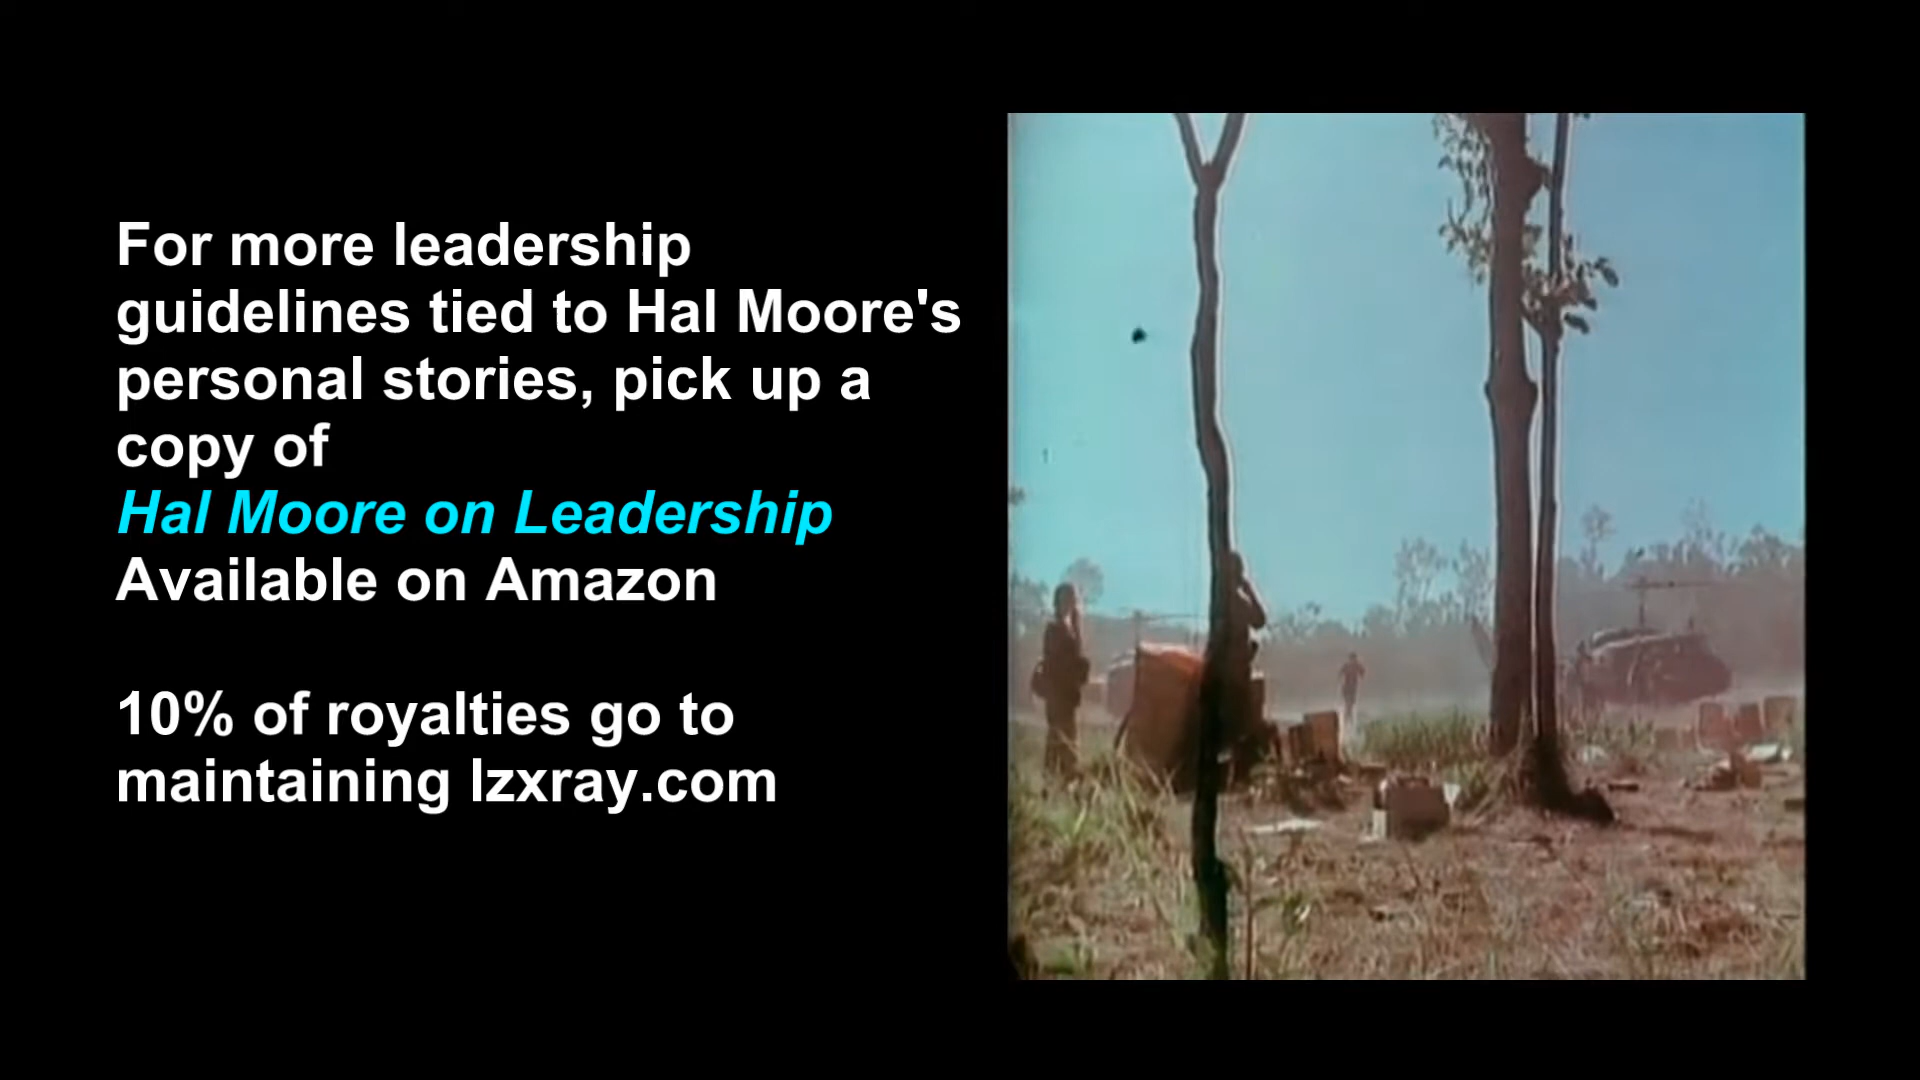 For more leadership
guidelines tied to Hal Moore's
personal stories, pick up a
copy of
Hal Moore on Leadership
Available on Amazon
10% of royalties go to
maintaining lzxray.com